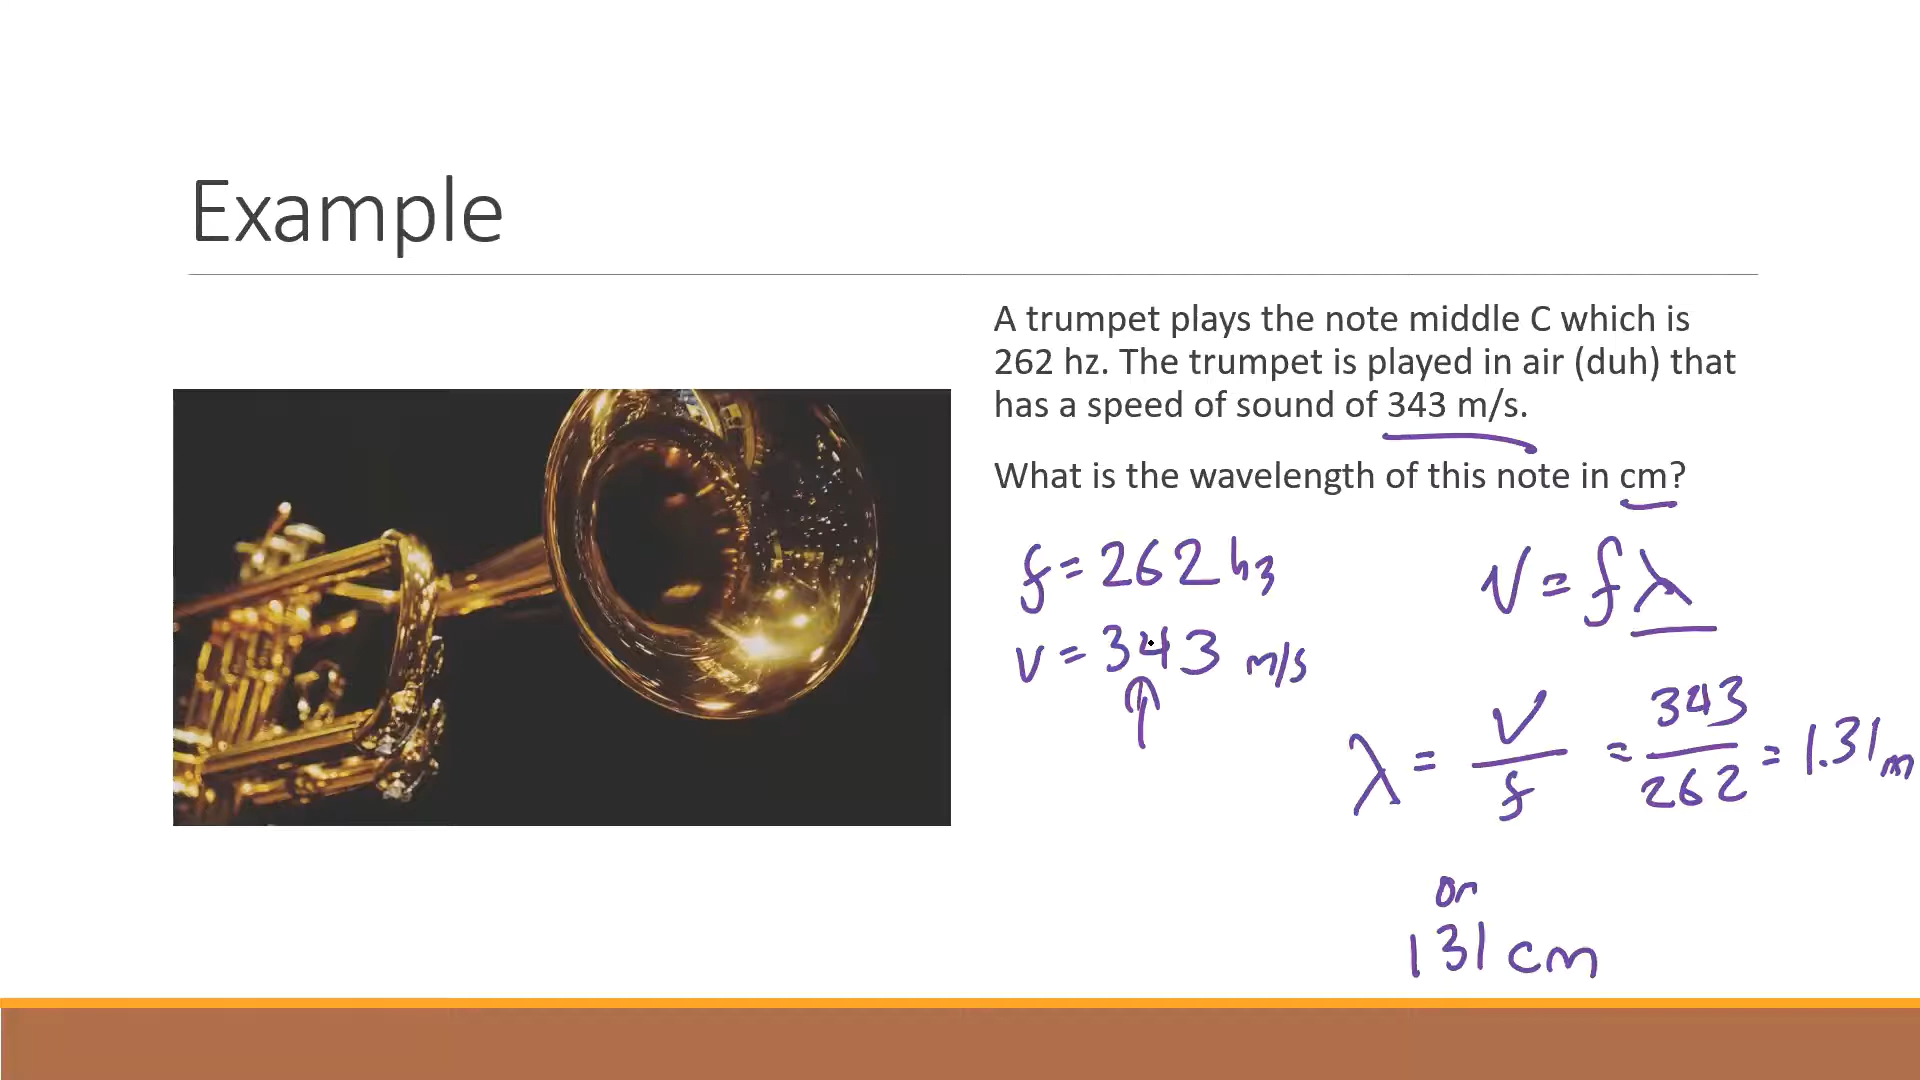 Example
A trumpet plays the note middle C which is
262 hz. The trumpet is played in air (duh) that
has a speed of sound of 343 m/s.
What is the wavelength of this note in cm?
f = 262 hz
v = 343 m/s
v = fλ
λ = v/f = 343/262 = 1.31 m
or
131 cm